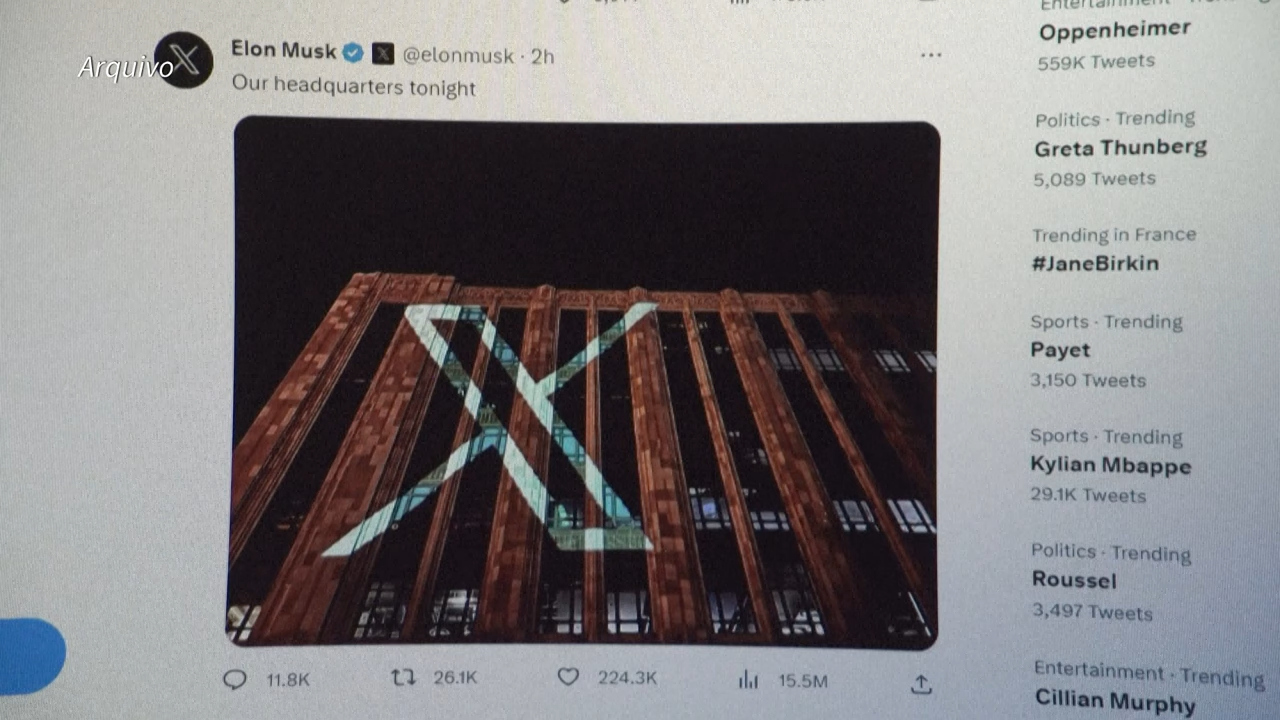 Arquivo
Elon Musk @elonmusk · 2h
Our headquarters tonight
11.8K 26.1K 224.3K 15.5M
Entertainment · Trending
Oppenheimer
559K Tweets
Politics · Trending
Greta Thunberg
5,089 Tweets
Trending in France
#JaneBirkin
Sports · Trending
Payet
3,150 Tweets
Sports · Trending
Kylian Mbappe
29.1K Tweets
Politics · Trending
Roussel
3,497 Tweets
Entertainment · Trending
Cillian Murphy